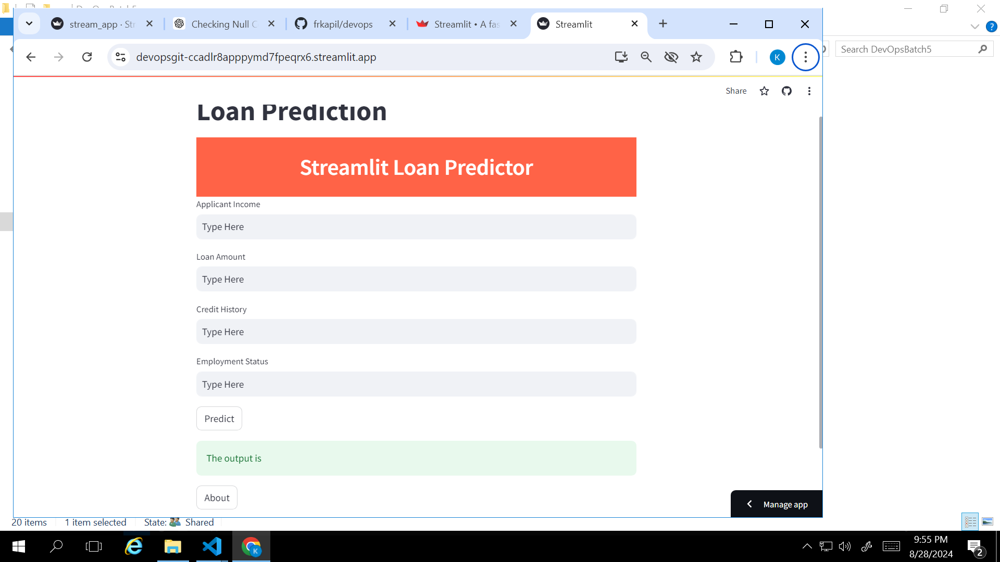 stream_app · Str
Checking Null C
frkapil/devops
Streamlit • A fas
Streamlit
devopsgit-ccadlr8apppymd7fpeqrx6.streamlit.app
K
Search DevOpsBatch5
?
Share
Loan Prediction
Streamlit Loan Predictor
Applicant Income
Type Here
Loan Amount
Type Here
Credit History
Type Here
Employment Status
Type Here
Predict
The output is
About
Manage app
20 items
1 item selected
State:
Shared
K
9:55 PM
8/28/2024
2